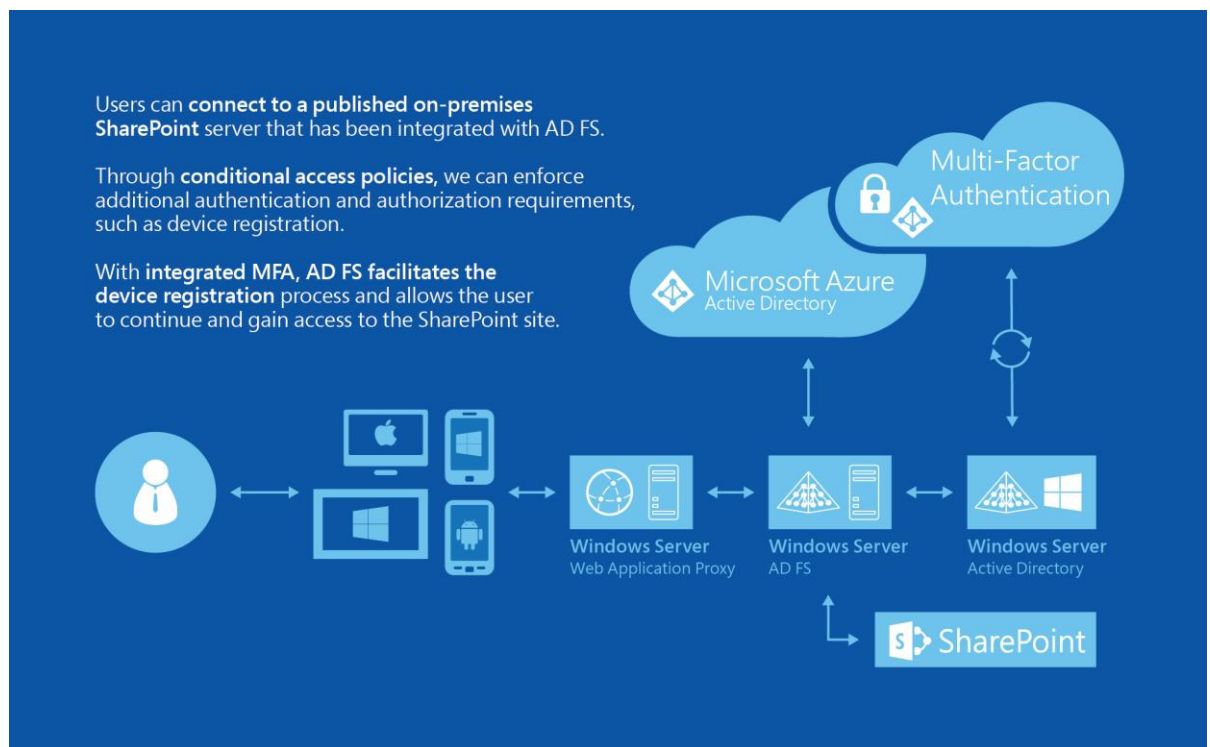 Users can connect to a published on-premises
SharePoint server that has been integrated with AD FS.
Through conditional access policies, we can enforce
additional authentication and authorization requirements,
such as device registration.
With integrated MFA, AD FS facilitates the
device registration process and allows the user
to continue and gain access to the SharePoint site.
Multi-Factor
Authentication
Microsoft Azure
Active Directory
Windows Server
Web Application Proxy
Windows Server
AD FS
Windows Server
Active Directory
S
SharePoint